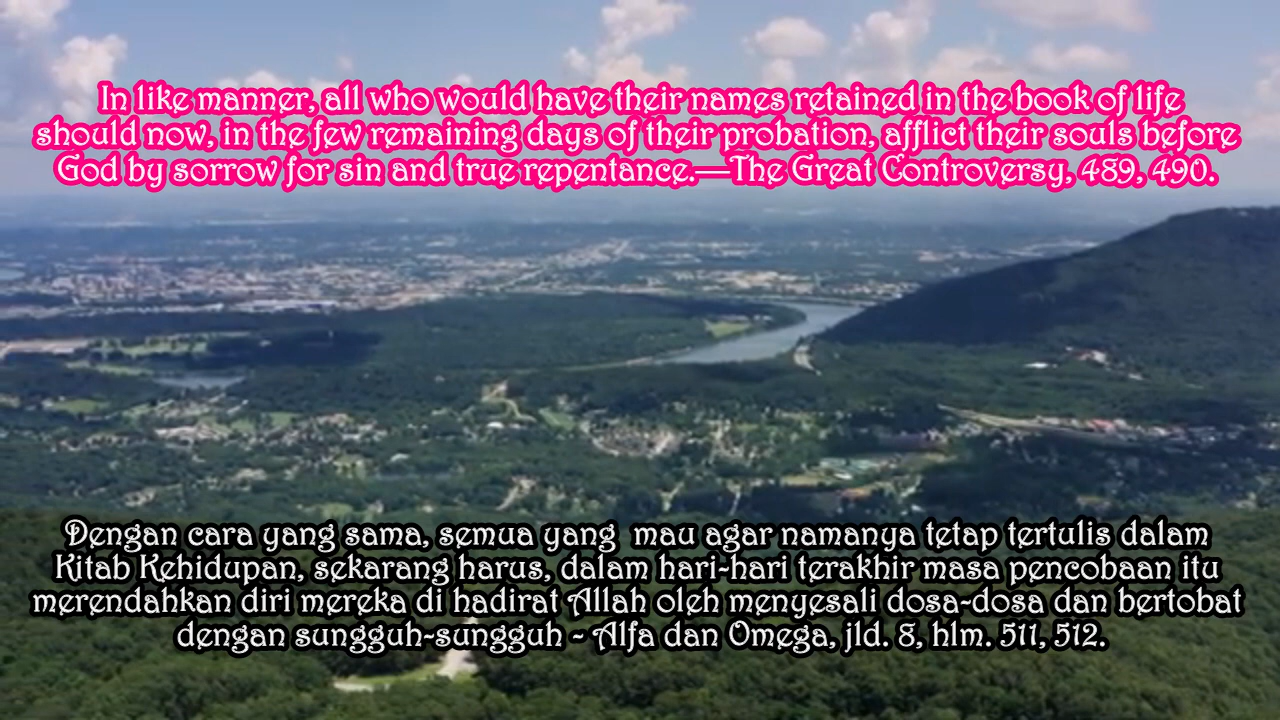 In like manner, all who would have their names retained in the book of life
should now, in the few remaining days of their probation, afflict their souls before
God by sorrow for sin and true repentance.—The Great Controversy, 489, 490.
Dengan cara yang sama, semua yang  mau agar namanya tetap tertulis dalam
Kitab Kehidupan, sekarang harus, dalam hari-hari terakhir masa pencobaan itu
merendahkan diri mereka di hadirat Allah oleh menyesali dosa-dosa dan bertobat
dengan sungguh-sungguh - Alfa dan Omega, jld. 8, hlm. 511, 512.